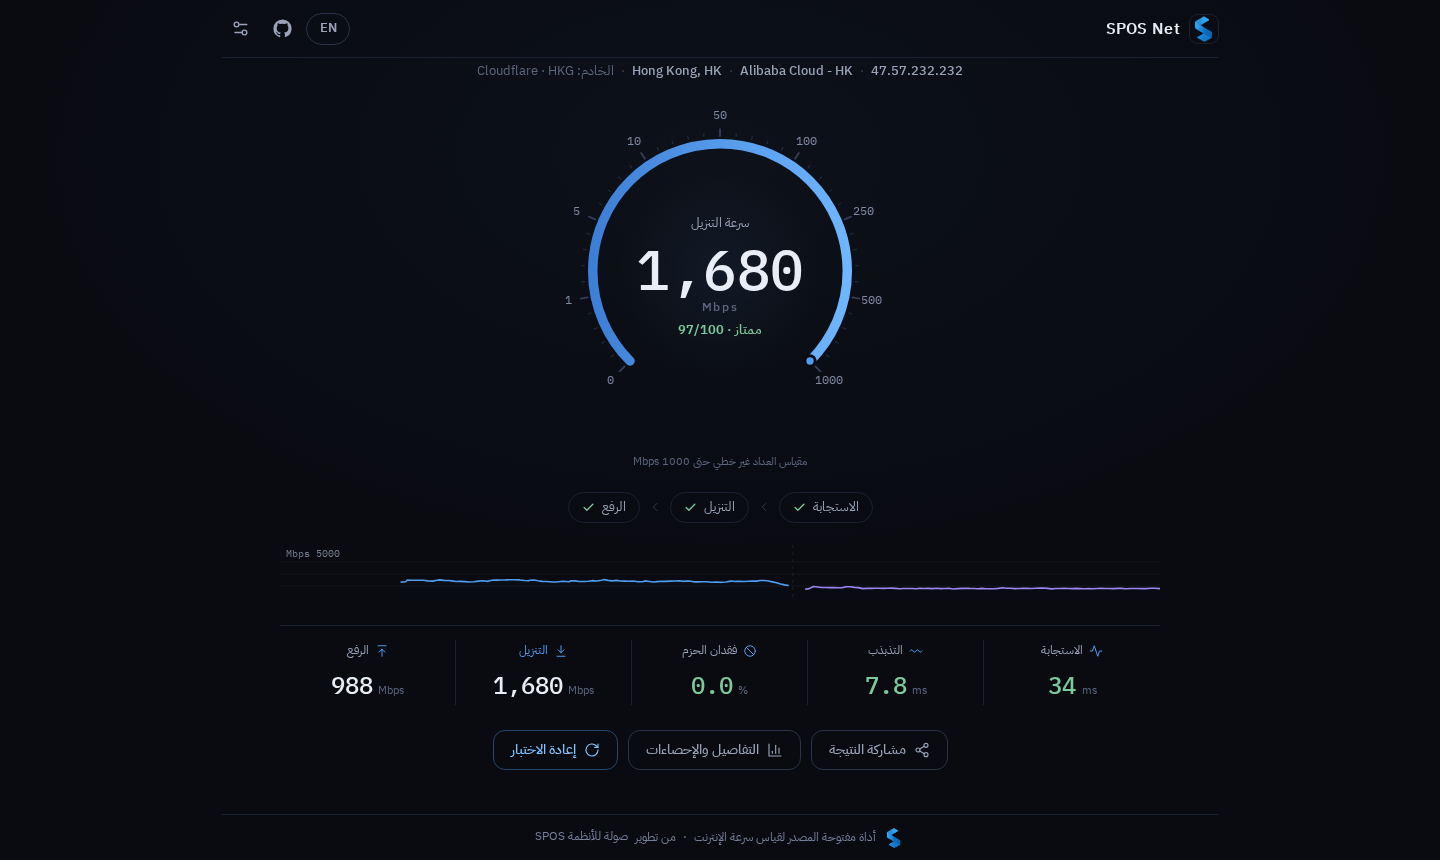 SPOS Net
EN
47.57.232.232 · Alibaba Cloud - HK · Hong Kong, HK · الخادم: Cloudflare · HKG
50
10
100
5
250
1
500
0
1000
سرعة التنزيل
1,680
Mbps
ممتاز · 97/100
مقياس العداد غير خطي حتى 1000 Mbps
الاستجابة
التنزيل
الرفع
Mbps 5000
الاستجابة
34 ms
التذبذب
7.8 ms
فقدان الحزم
0.0 %
التنزيل
1,680 Mbps
الرفع
988 Mbps
مشاركة النتيجة
التفاصيل والإحصاءات
إعادة الاختبار
أداة مفتوحة المصدر لقياس سرعة الإنترنت · من تطوير صولة للأنظمة SPOS